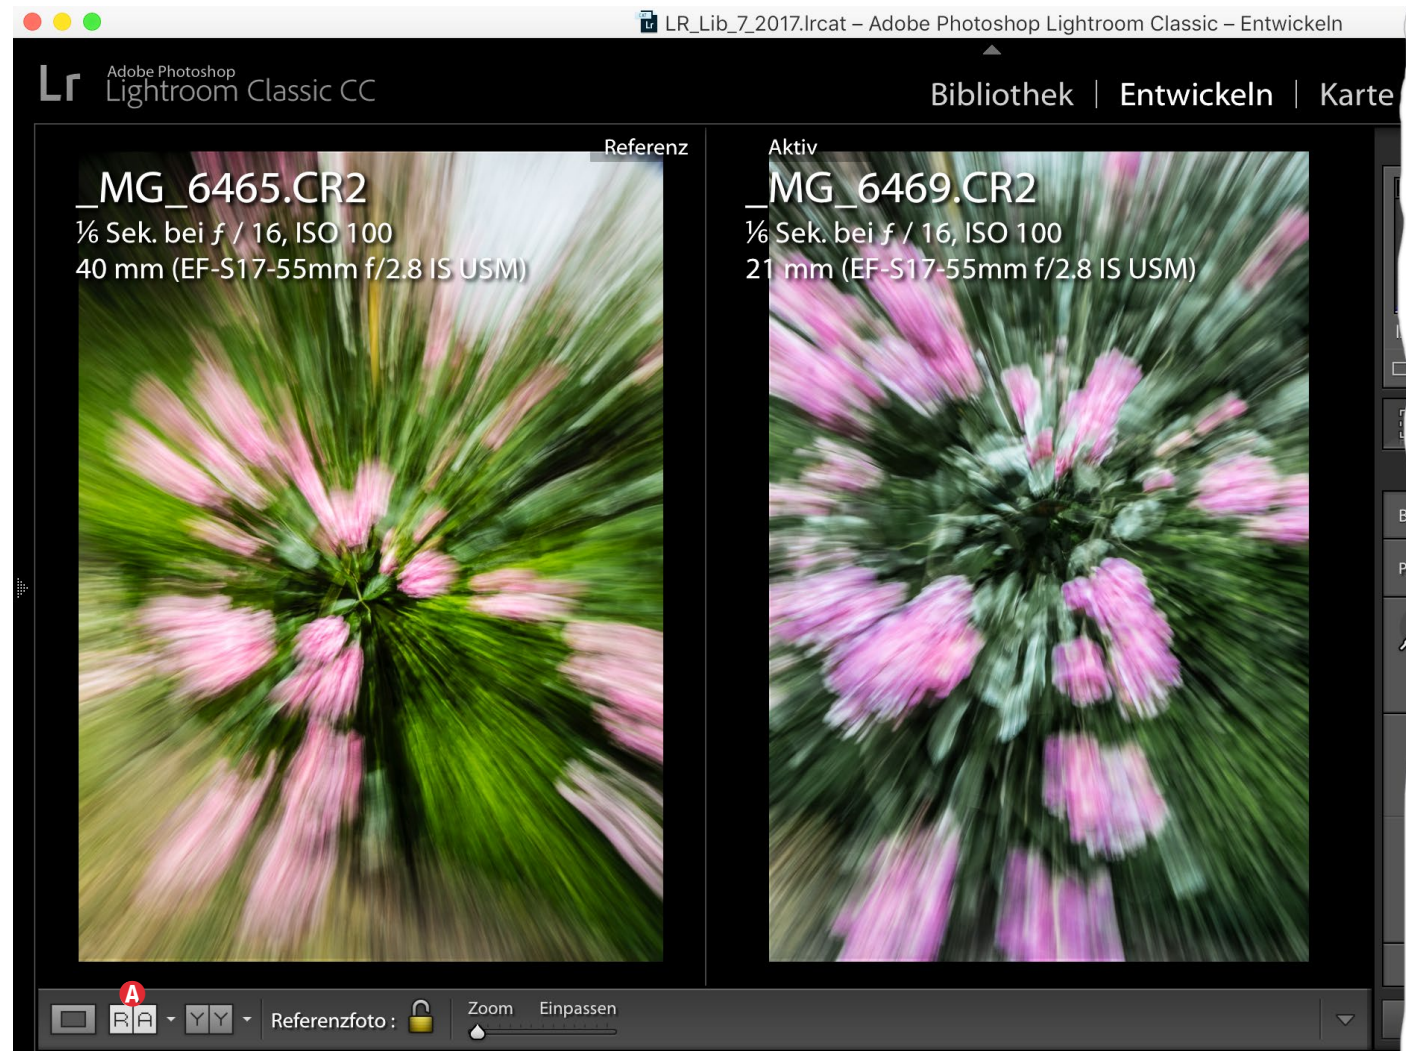 LR_Lib_7_2017.lrcat – Adobe Photoshop Lightroom Classic – Entwickeln
Lr Adobe Photoshop
Lightroom Classic CC
Bibliothek | Entwickeln | Karte
Referenz
_MG_6465.CR2
⅙ Sek. bei ƒ / 16, ISO 100
40 mm (EF-S17-55mm f/2.8 IS USM)
Aktiv
_MG_6469.CR2
⅙ Sek. bei ƒ / 16, ISO 100
21 mm (EF-S17-55mm f/2.8 IS USM)
A
R A Y Y Referenzfoto : Zoom Einpassen